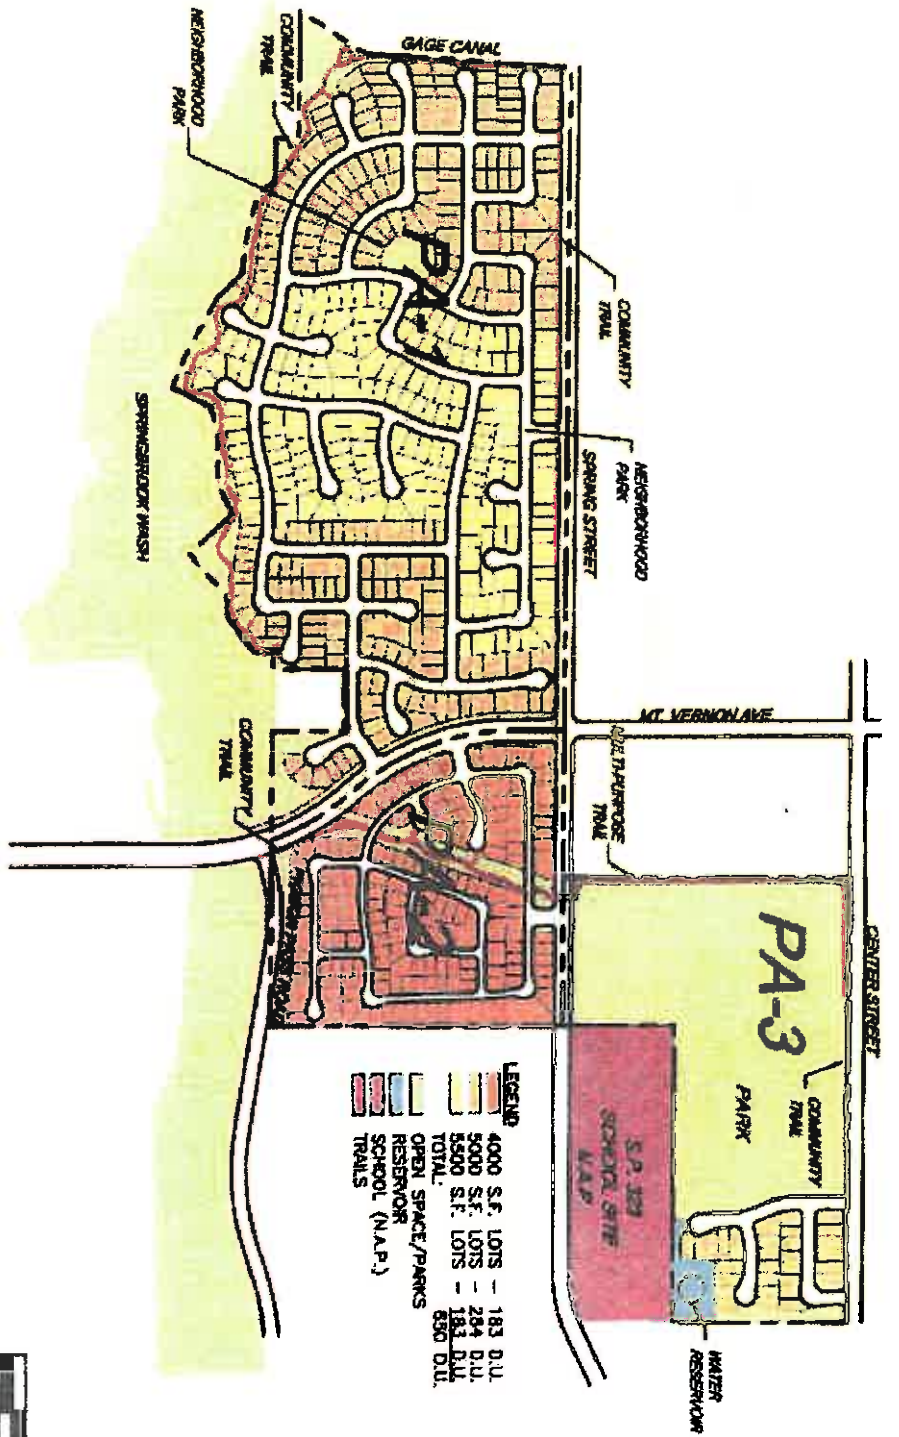 GAGE CANAL
COMMUNITY
TRAIL
NEIGHBORHOOD
PARK
COMMUNITY
TRAIL
NEIGHBORHOOD
PARK
SPRING STREET
SPRINGBROOK WASH
MT. VERNON AVE
MULTI-PURPOSE
TRAIL
COMMUNITY
TRAIL
CENTER STREET
PA-3
PARK
COMMUNITY
TRAIL
S.P. 323
SCHOOL SITE
N.A.P.
WATER
RESERVOIR
LEGEND
4000 S.F. LOTS - 183 D.U.
5000 S.F. LOTS - 284 D.U.
5500 S.F. LOTS - 183 D.U.
TOTAL: 650 D.U.
OPEN SPACE/PARKS
RESERVOIR
SCHOOL (N.A.P.)
TRAILS